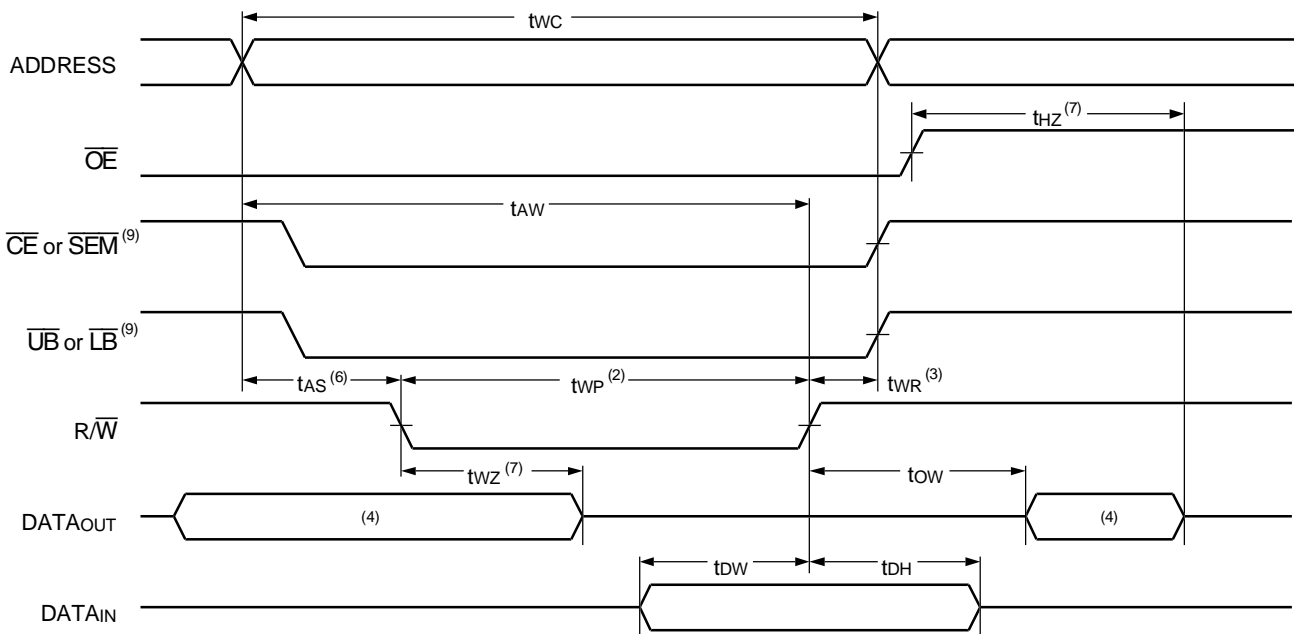 tWC
ADDRESS
tHZ (7)
OE
tAW
CE or SEM (9)
UB or LB (9)
tAS (6) tWP (2) tWR (3)
R/W
tWZ (7) tOW
DATAOUT (4) (4)
tDW tDH
DATAIN